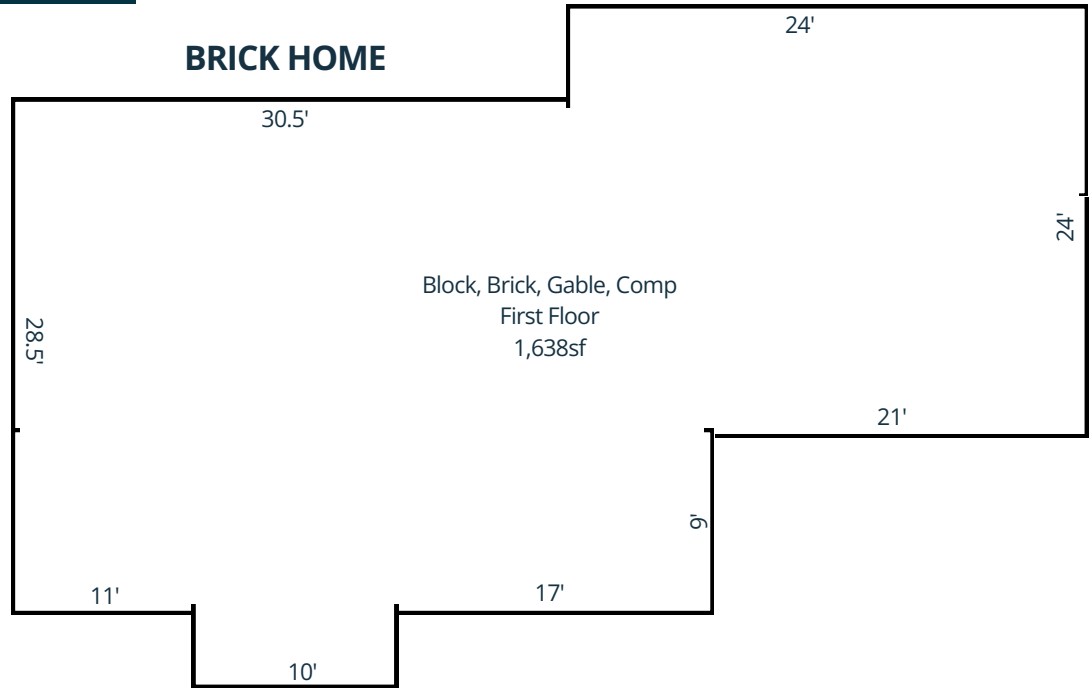 24'
BRICK HOME
30.5'
24'
Block, Brick, Gable, Comp
First Floor
1,638sf
28.5'
21'
9'
11'
17'
10'